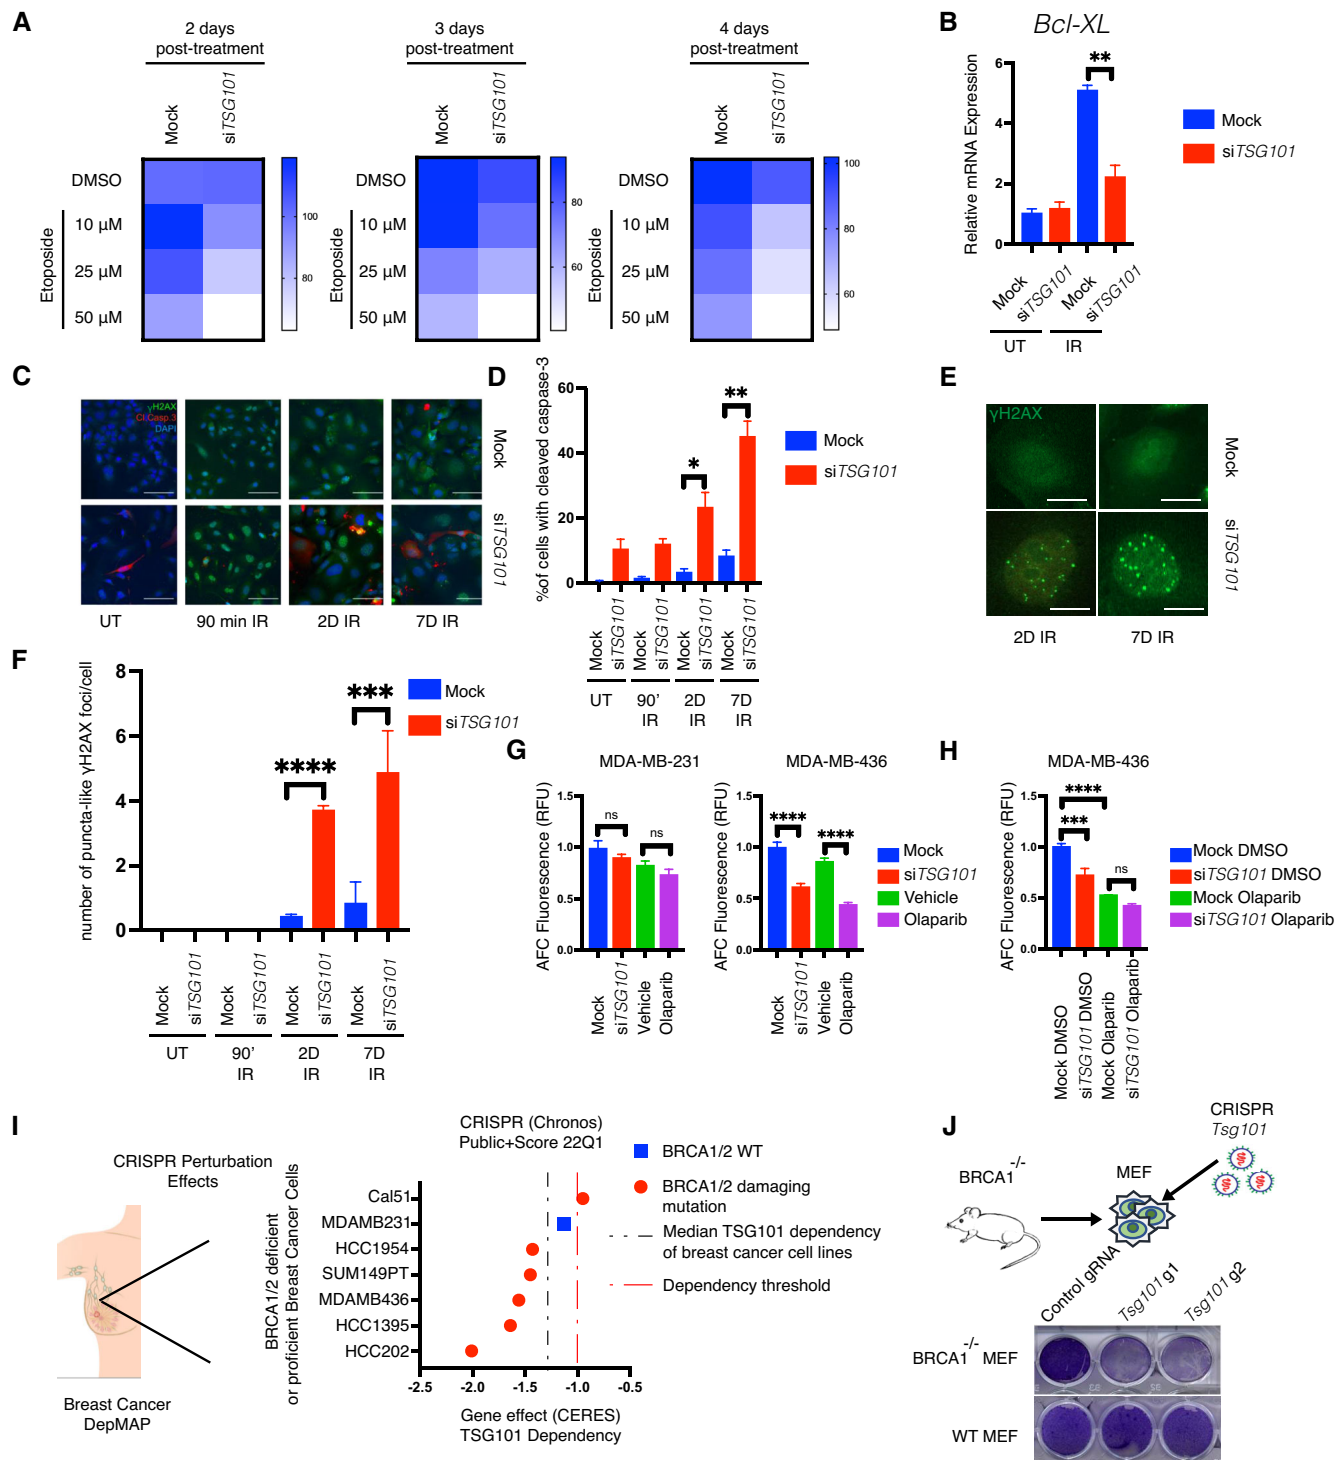 A
2 days
post-treatment
3 days
post-treatment
4 days
post-treatment
Mock
siTSG101
Mock
siTSG101
Mock
siTSG101
DMSO
10 µM
25 µM
50 µM
Etoposide
100
80
DMSO
10 µM
25 µM
50 µM
Etoposide
80
60
DMSO
10 µM
25 µM
50 µM
Etoposide
100
80
60
B
Bcl-XL
Relative mRNA Expression
6
4
2
0
**
Mock
siTSG101
Mock
siTSG101
Mock
siTSG101
UT
IR
C
γH2AX
Cl.Casp.3
DAPI
Mock
siTSG101
UT
90 min IR
2D IR
7D IR
D
%of cells with cleaved caspase-3
60
40
20
0
*
**
Mock
siTSG101
Mock
siTSG101
Mock
siTSG101
Mock
siTSG101
Mock
siTSG101
UT
90'
IR
2D
IR
7D
IR
E
γH2AX
Mock
siTSG101
2D IR
7D IR
F
number of puncta-like γH2AX foci/cell
8
6
4
2
0
****
***
Mock
siTSG101
Mock
siTSG101
Mock
siTSG101
Mock
siTSG101
Mock
siTSG101
UT
90'
IR
2D
IR
7D
IR
G
MDA-MB-231
AFC Fluorescence (RFU)
1.5
1.0
0.5
0.0
ns
ns
Mock
siTSG101
Vehicle
Olaparib
MDA-MB-436
AFC Fluorescence (RFU)
1.5
1.0
0.5
0.0
****
****
Mock
siTSG101
Vehicle
Olaparib
Mock
siTSG101
Vehicle
Olaparib
H
MDA-MB-436
AFC Fluorescence (RFU)
1.5
1.0
0.5
0.0
****
***
ns
Mock DMSO
siTSG101 DMSO
Mock Olaparib
siTSG101 Olaparib
Mock DMSO
siTSG101 DMSO
Mock Olaparib
siTSG101 Olaparib
I
CRISPR Perturbation
Effects
Breast Cancer
DepMAP
CRISPR (Chronos)
Public+Score 22Q1
BRCA1/2 deficient
or proficient Breast Cancer Cells
Cal51
MDAMB231
HCC1954
SUM149PT
MDAMB436
HCC1395
HCC202
-2.5
-2.0
-1.5
-1.0
-0.5
Gene effect (CERES)
TSG101 Dependency
BRCA1/2 WT
BRCA1/2 damaging
mutation
Median TSG101 dependency
of breast cancer cell lines
Dependency threshold
J
CRISPR
Tsg101
BRCA1-/-
MEF
Control gRNA
Tsg101 g1
Tsg101 g2
BRCA1-/- MEF
WT MEF